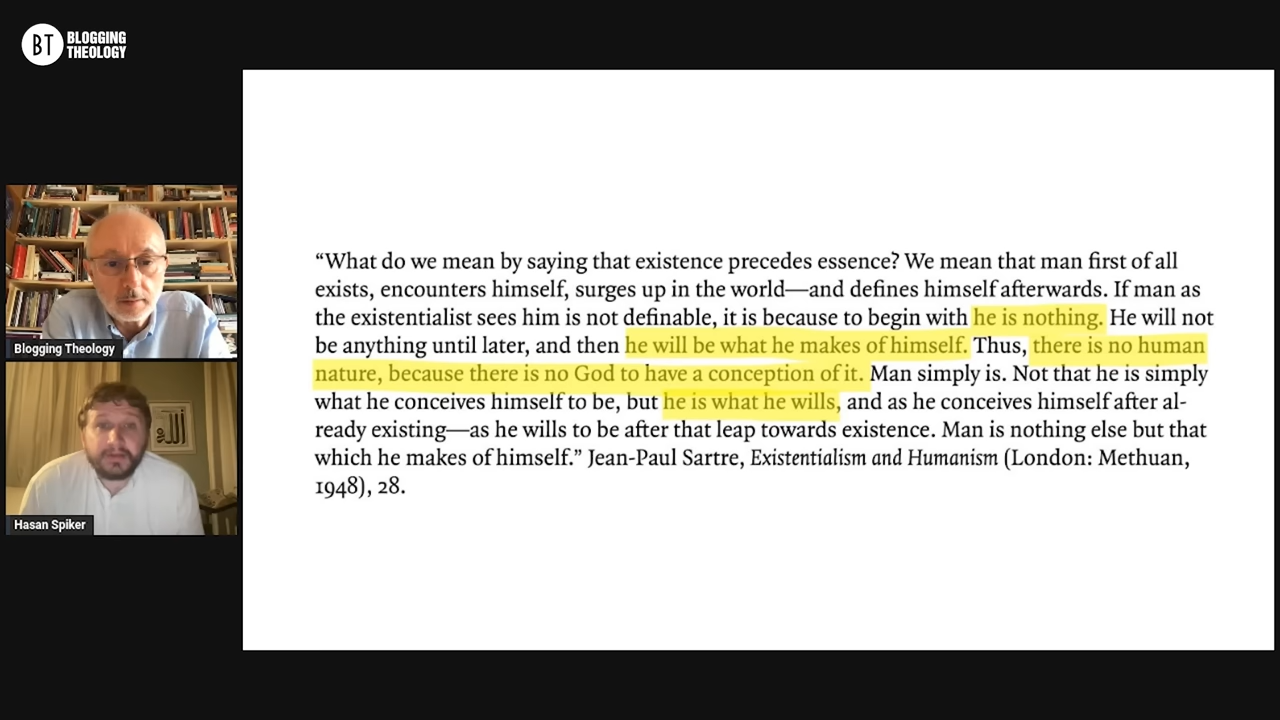 BT
BLOGGING
THEOLOGY
Blogging Theology
Hasan Spiker
“What do we mean by saying that existence precedes essence? We mean that man first of all
exists, encounters himself, surges up in the world—and defines himself afterwards. If man as
the existentialist sees him is not definable, it is because to begin with he is nothing. He will not
be anything until later, and then he will be what he makes of himself. Thus, there is no human
nature, because there is no God to have a conception of it. Man simply is. Not that he is simply
what he conceives himself to be, but he is what he wills, and as he conceives himself after al-
ready existing—as he wills to be after that leap towards existence. Man is nothing else but that
which he makes of himself.” Jean-Paul Sartre, Existentialism and Humanism (London: Methuan,
1948), 28.